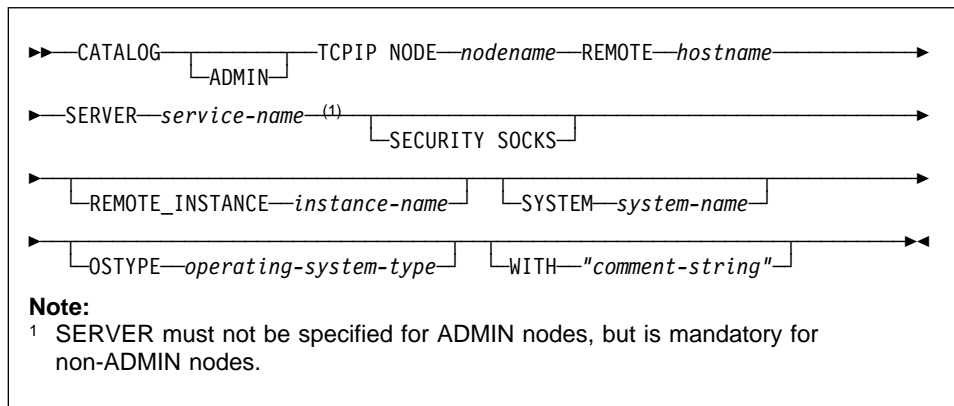 CATALOG ADMIN TCPIP NODE nodename REMOTE hostname
SERVER service-name (1) SECURITY SOCKS
REMOTE_INSTANCE instance-name SYSTEM system-name
OSTYPE operating-system-type WITH "comment-string"
Note:
1 SERVER must not be specified for ADMIN nodes, but is mandatory for
non-ADMIN nodes.